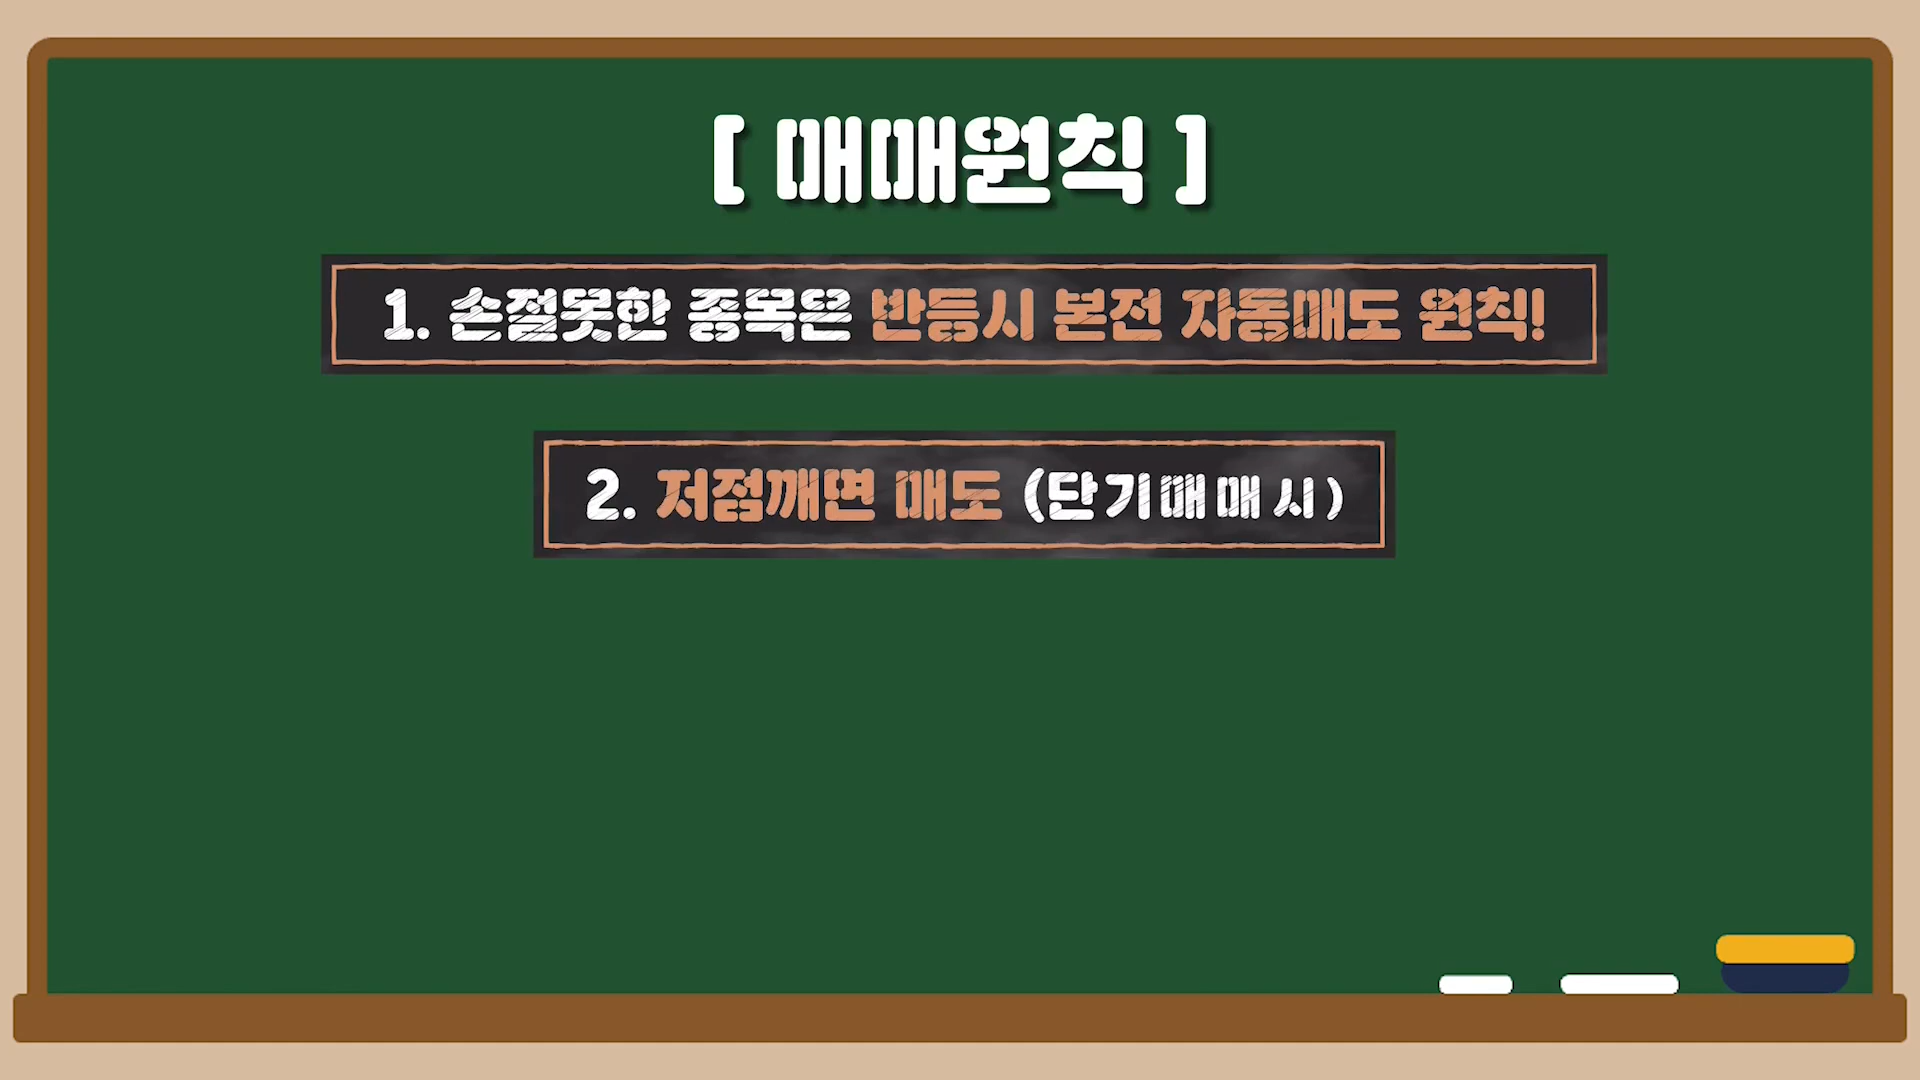 [ 매매원칙 ]
1. 손절못한 종목은 반등시 본전 자동매도 원칙!
2. 저점깨면 매도 (단기매매시)